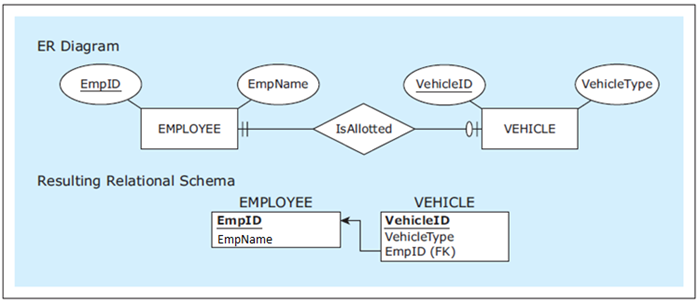 ER Diagram
EmpID
EmpName
VehicleID
VehicleType
EMPLOYEE
IsAllotted
VEHICLE
Resulting Relational Schema
EMPLOYEE
EmpID
EmpName
VEHICLE
VehicleID
VehicleType
EmpID (FK)